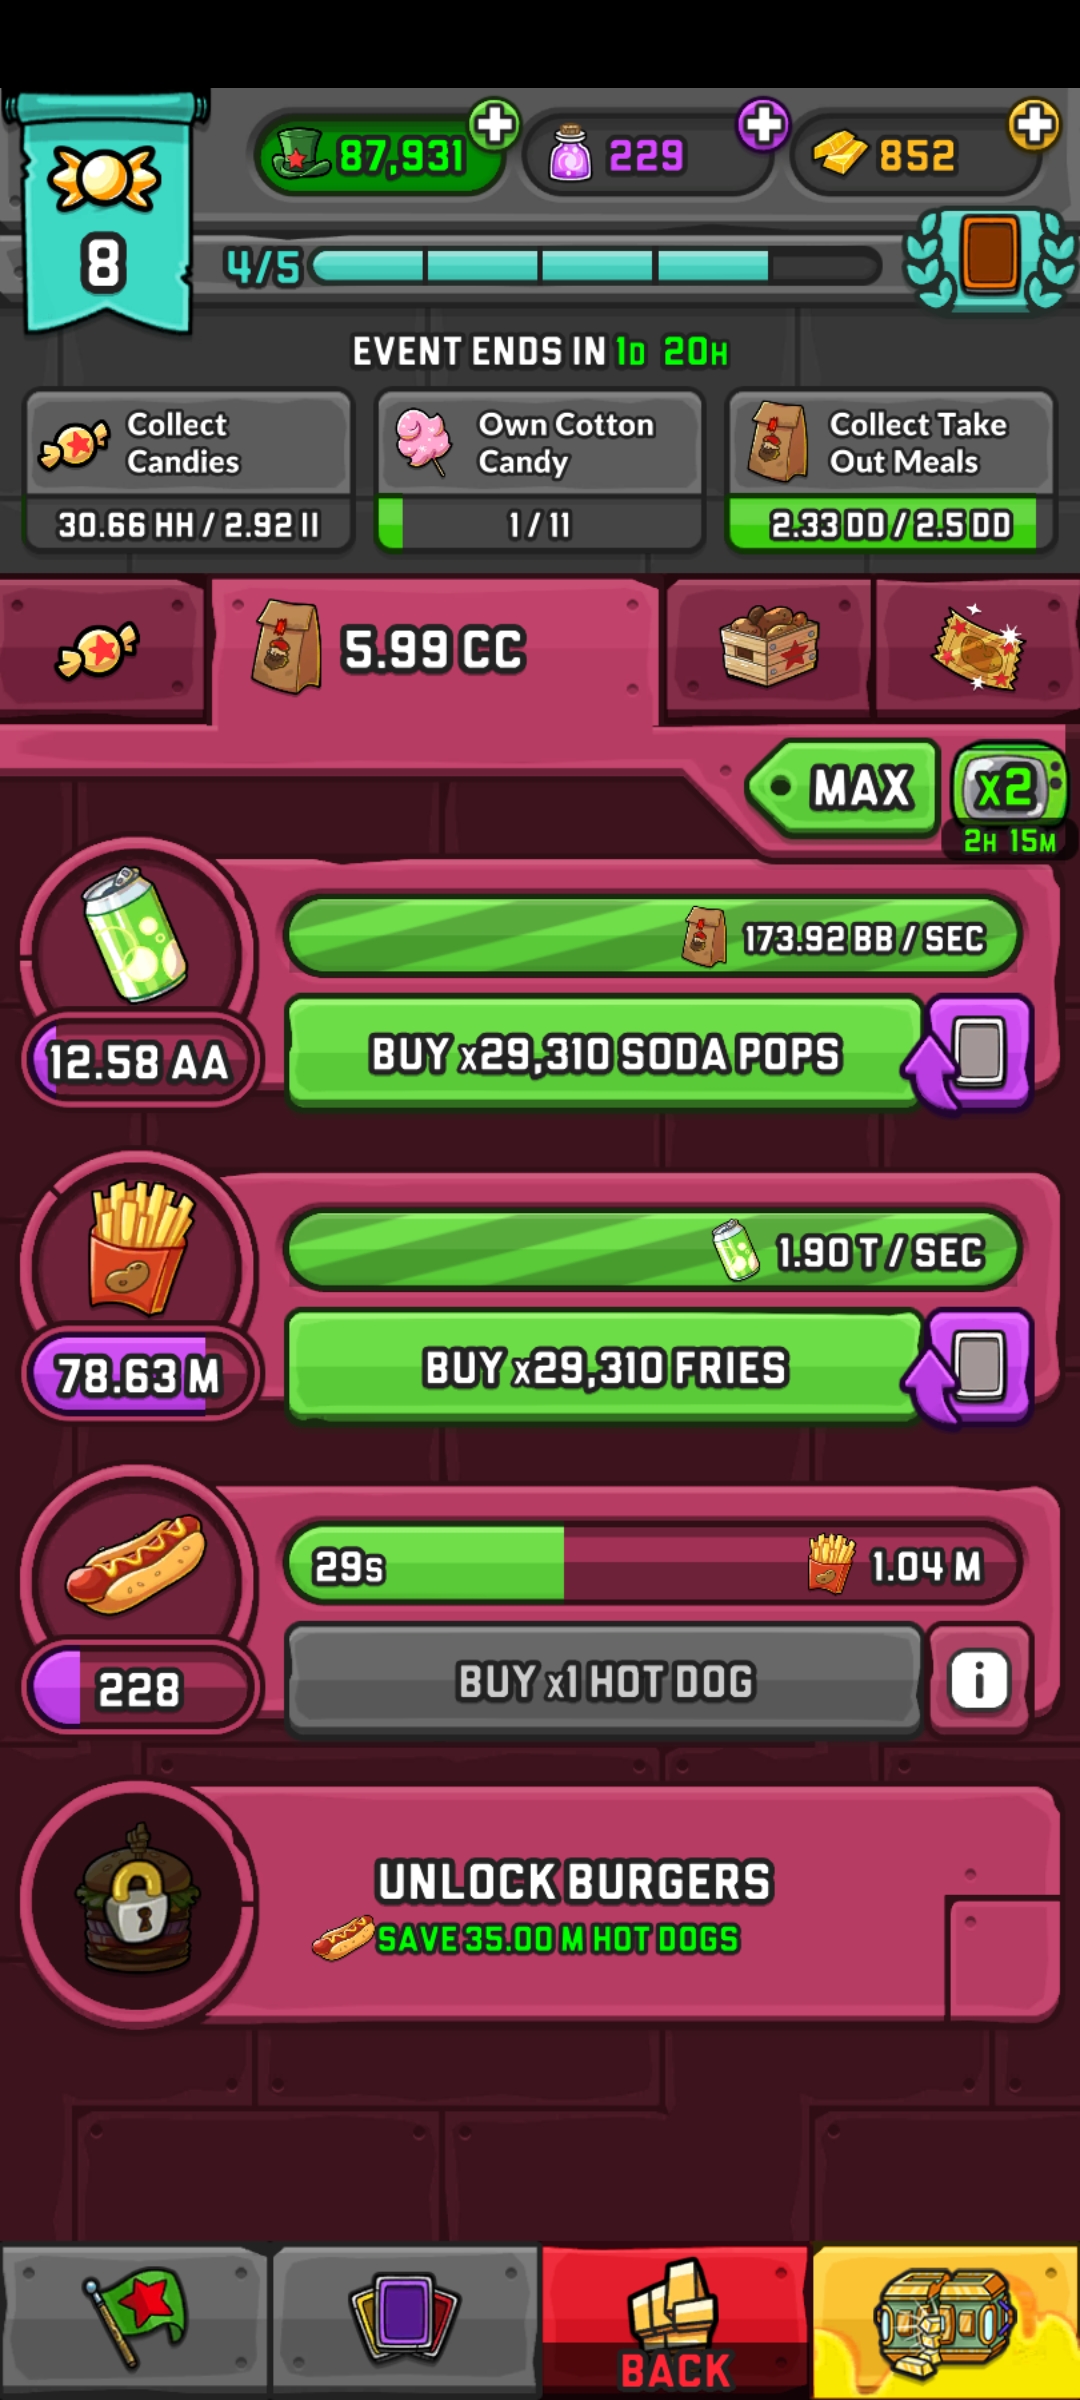 87,931
229
852
8
4/5
EVENT ENDS IN 1D 20H
Collect
Candies
30.66 HH / 2.92 II
Own Cotton
Candy
1 / 11
Collect Take
Out Meals
2.33 DD / 2.5 DD
5.99 CC
MAX
x2
2H 15M
173.92 BB / SEC
12.58 AA
BUY x29,310 SODA POPS
1.90 T / SEC
78.63 M
BUY x29,310 FRIES
29s
1.04 M
228
BUY x1 HOT DOG
i
UNLOCK BURGERS
SAVE 35.00 M HOT DOGS
BACK